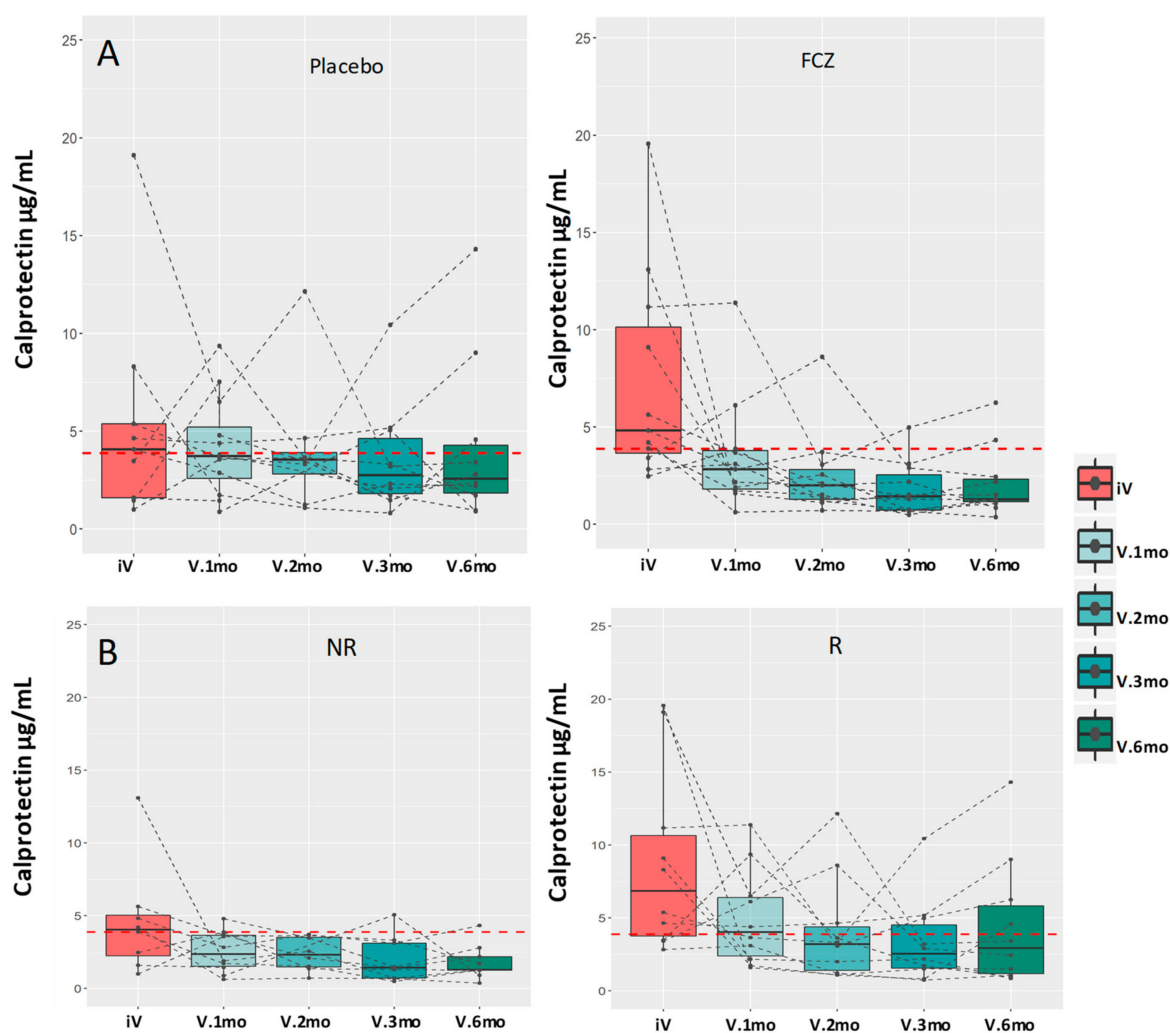 A
Placebo
Calprotectin µg/mL
25
20
15
10
5
0
iV V.1mo V.2mo V.3mo V.6mo
FCZ
Calprotectin µg/mL
25
20
15
10
5
0
iV V.1mo V.2mo V.3mo V.6mo
B
NR
Calprotectin µg/mL
25
20
15
10
5
0
iV V.1mo V.2mo V.3mo V.6mo
R
Calprotectin µg/mL
25
20
15
10
5
0
iV V.1mo V.2mo V.3mo V.6mo
iV
V.1mo
V.2mo
V.3mo
V.6mo